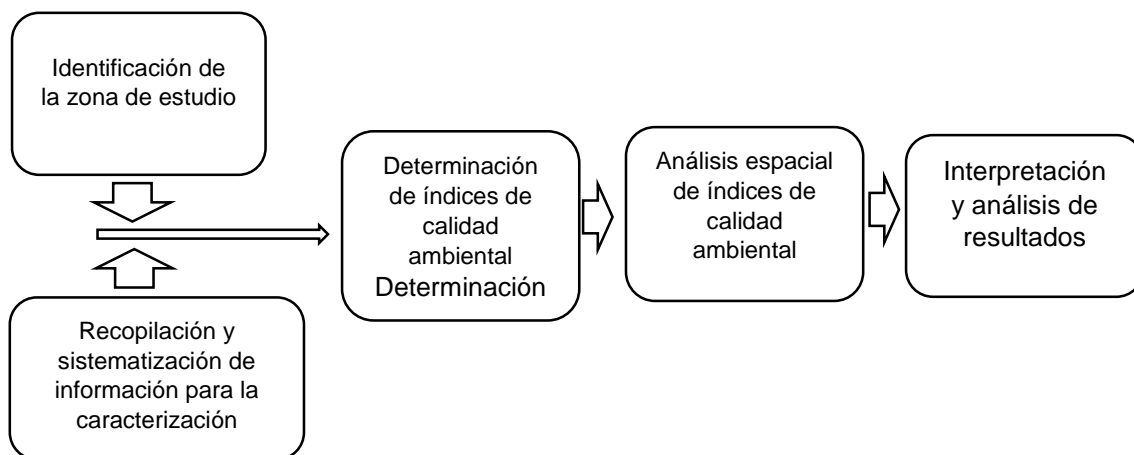 Identificación de
la zona de estudio
Recopilación y
sistematización de
información para la
caracterización
Determinación
de índices de
calidad
ambiental
Determinación
Análisis espacial
de índices de
calidad
ambiental
Interpretación
y análisis de
resultados